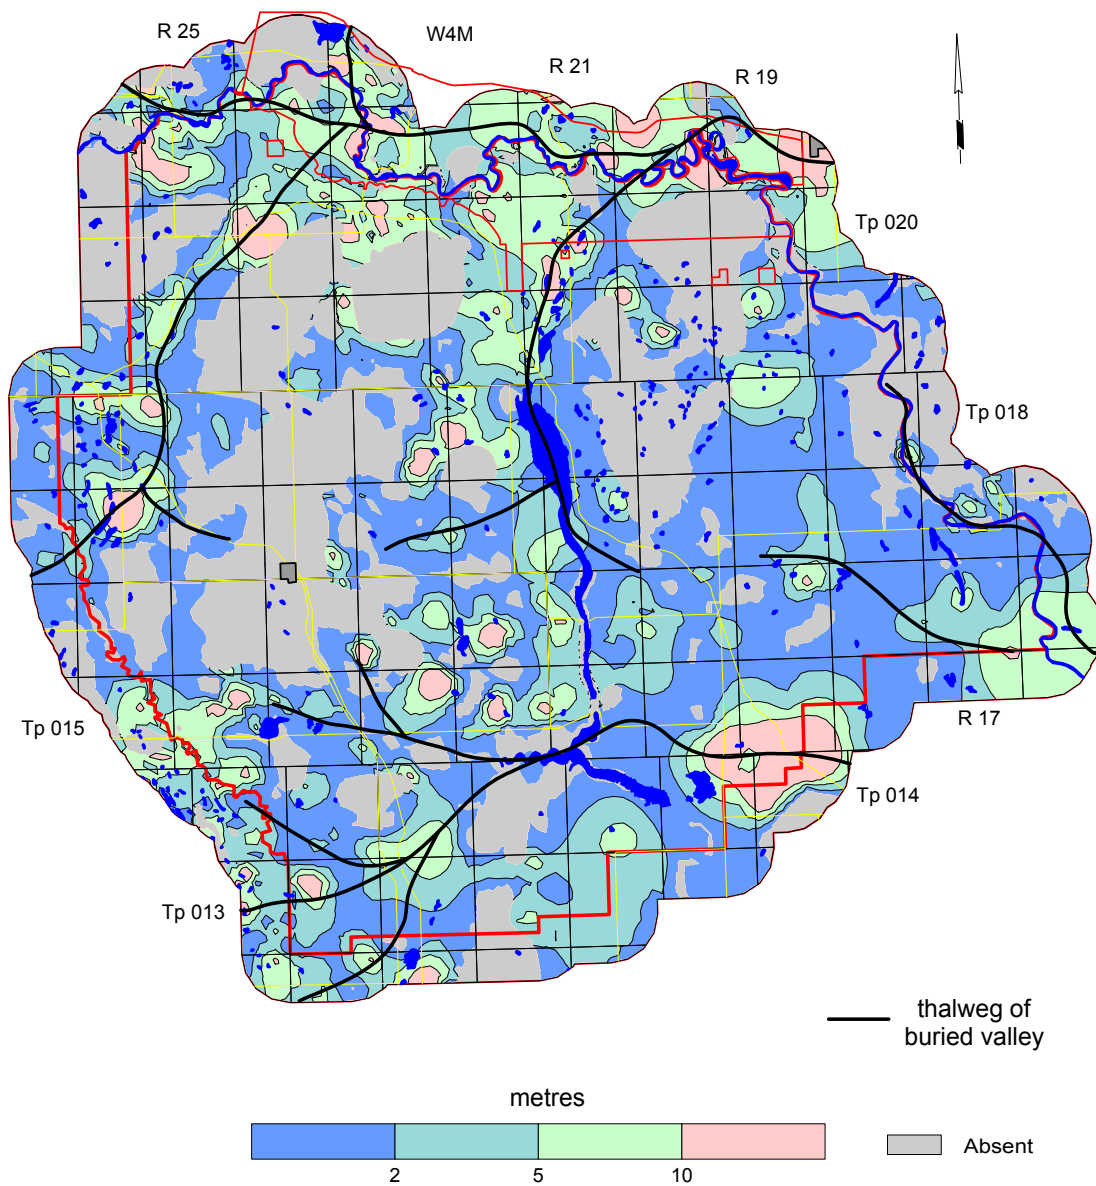 R 25
W4M
R 21
R 19
Tp 020
Tp 018
Tp 015
R 17
Tp 014
Tp 013
thalweg of
buried valley
metres
2
5
10
Absent